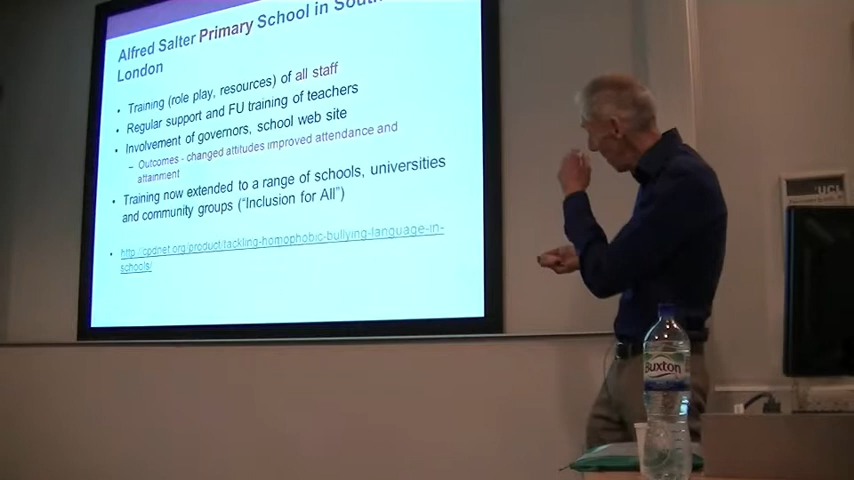 Alfred Salter Primary School in South
London
• Training (role play, resources) of all staff
• Regular support and FU training of teachers
• Involvement of governors, school web site
– Outcomes - changed attitudes improved attendance and
attainment
• Training now extended to a range of schools, universities
and community groups ("Inclusion for All")
• http://cpdnet.org/product/tackling-homophobic-bullying-language-in-
schools/
UCL
Buxton